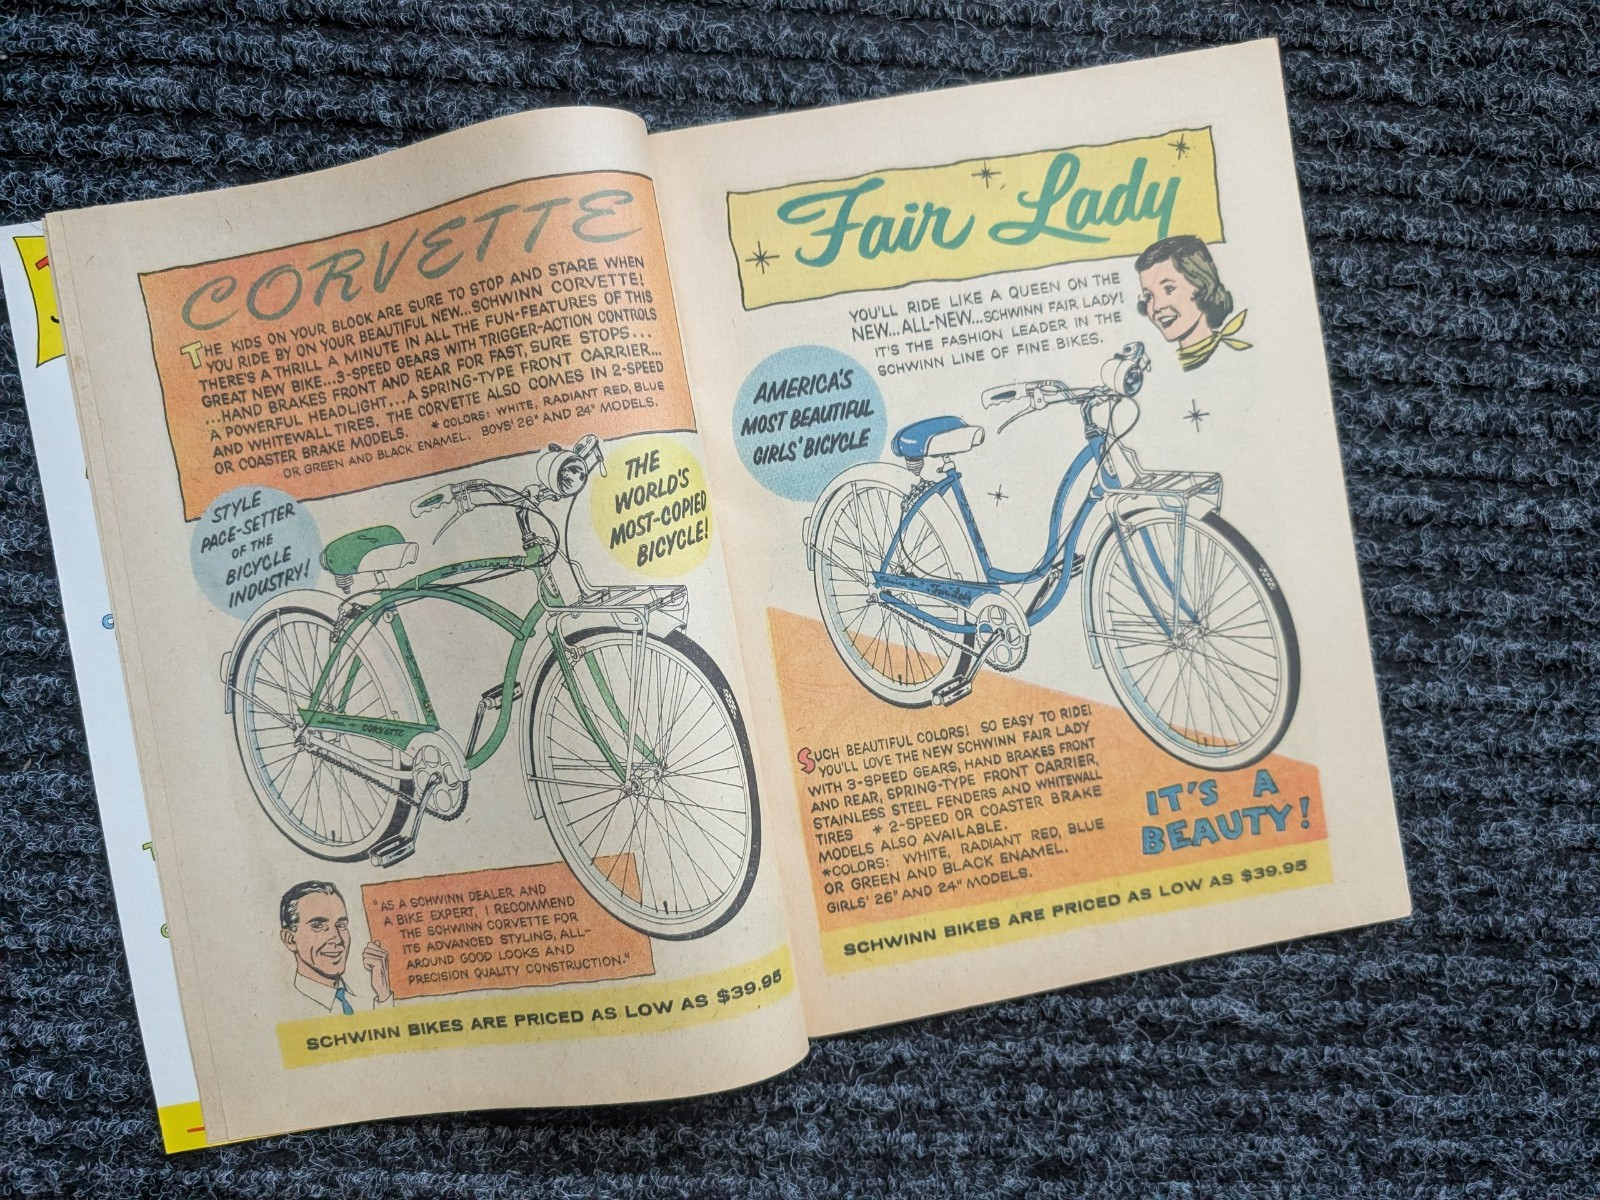 CORVETTE
THE KIDS ON YOUR BLOCK ARE SURE TO STOP AND STARE WHEN
YOU RIDE BY ON YOUR BEAUTIFUL NEW...SCHWINN CORVETTE!
THERE'S A THRILL A MINUTE IN ALL THE FUN-FEATURES OF THIS
GREAT NEW BIKE...3-SPEED GEARS WITH TRIGGER-ACTION CONTROLS
...HAND BRAKES FRONT AND REAR FOR FAST, SURE STOPS...
A POWERFUL HEADLIGHT...A SPRING-TYPE FRONT CARRIER...
AND WHITEWALL TIRES. THE CORVETTE ALSO COMES IN 2-SPEED
OR COASTER BRAKE MODELS. *COLORS: WHITE, RADIANT RED, BLUE
OR GREEN AND BLACK ENAMEL. BOYS' 26" AND 24" MODELS.
STYLE
PACE-SETTER
OF THE
BICYCLE
INDUSTRY!
THE
WORLD'S
MOST-COPIED
BICYCLE!
Schwinn
Schwinn CORVETTE
"AS A SCHWINN DEALER AND
A BIKE EXPERT, I RECOMMEND
THE SCHWINN CORVETTE FOR
ITS ADVANCED STYLING, ALL-
AROUND GOOD LOOKS AND
PRECISION QUALITY CONSTRUCTION."
SCHWINN BIKES ARE PRICED AS LOW AS $39.95
Fair Lady
YOU'LL RIDE LIKE A QUEEN ON THE
NEW...ALL-NEW...SCHWINN FAIR LADY!
IT'S THE FASHION LEADER IN THE
SCHWINN LINE OF FINE BIKES.
AMERICA'S
MOST BEAUTIFUL
GIRLS' BICYCLE
Schwinn Fair Lady
SUCH BEAUTIFUL COLORS! SO EASY TO RIDE!
YOU'LL LOVE THE NEW SCHWINN FAIR LADY
WITH 3-SPEED GEARS, HAND BRAKES FRONT
AND REAR, SPRING-TYPE FRONT CARRIER,
STAINLESS STEEL FENDERS AND WHITEWALL
TIRES * 2-SPEED OR COASTER BRAKE
MODELS ALSO AVAILABLE.
*COLORS: WHITE, RADIANT RED, BLUE
OR GREEN AND BLACK ENAMEL.
GIRLS' 26" AND 24" MODELS.
IT'S A
BEAUTY!
SCHWINN BIKES ARE PRICED AS LOW AS $39.95